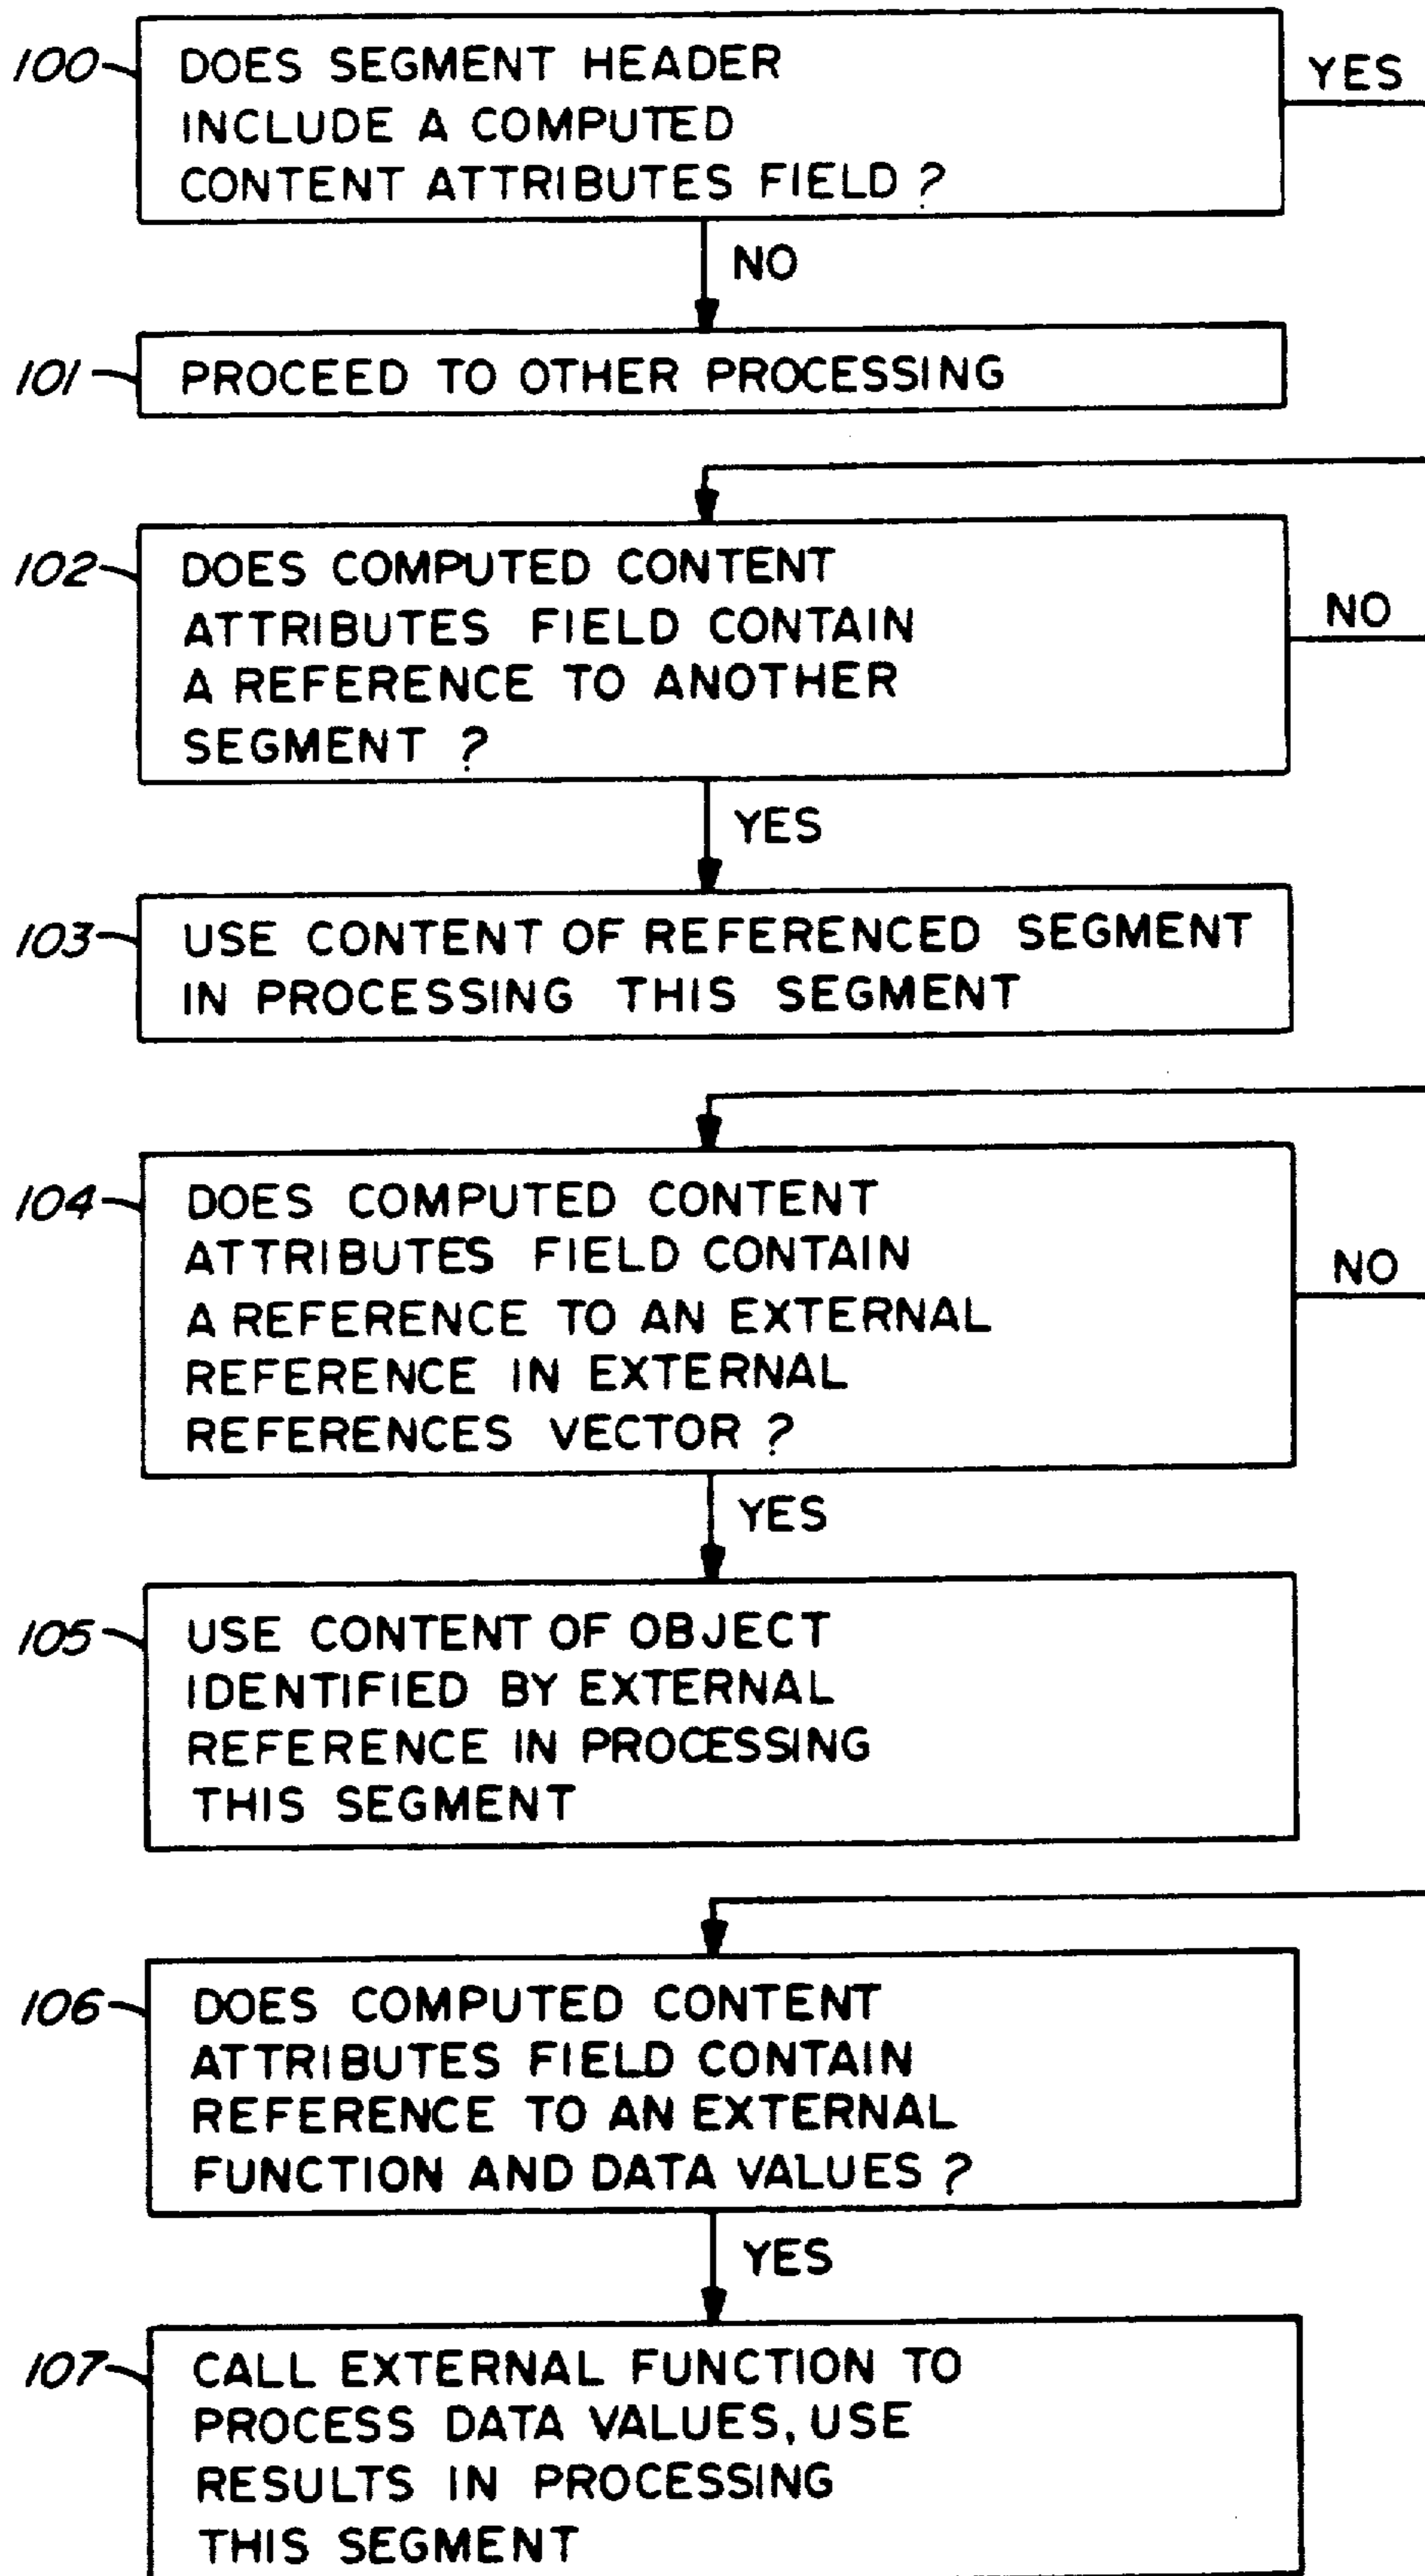 100
DOES SEGMENT HEADER
YES
INCLUDE A COMPUTED
CONTENT ATTRIBUTES FIELD ?
NO
101
PROCEED TO OTHER PROCESSING
102
DOES COMPUTED CONTENT
ATTRIBUTES FIELD CONTAIN
NO
A REFERENCE TO ANOTHER
SEGMENT ?
YES
103
USE CONTENT OF REFERENCED SEGMENT
IN PROCESSING THIS SEGMENT
104
DOES COMPUTED CONTENT
ATTRIBUTES FIELD CONTAIN
NO
A REFERENCE TO AN EXTERNAL
REFERENCE IN EXTERNAL
REFERENCES VECTOR ?
YES
105
USE CONTENT OF OBJECT
IDENTIFIED BY EXTERNAL
REFERENCE IN PROCESSING
THIS SEGMENT
106
DOES COMPUTED CONTENT
ATTRIBUTES FIELD CONTAIN
REFERENCE TO AN EXTERNAL
FUNCTION AND DATA VALUES ?
YES
107
CALL EXTERNAL FUNCTION TO
PROCESS DATA VALUES, USE
RESULTS IN PROCESSING
THIS SEGMENT